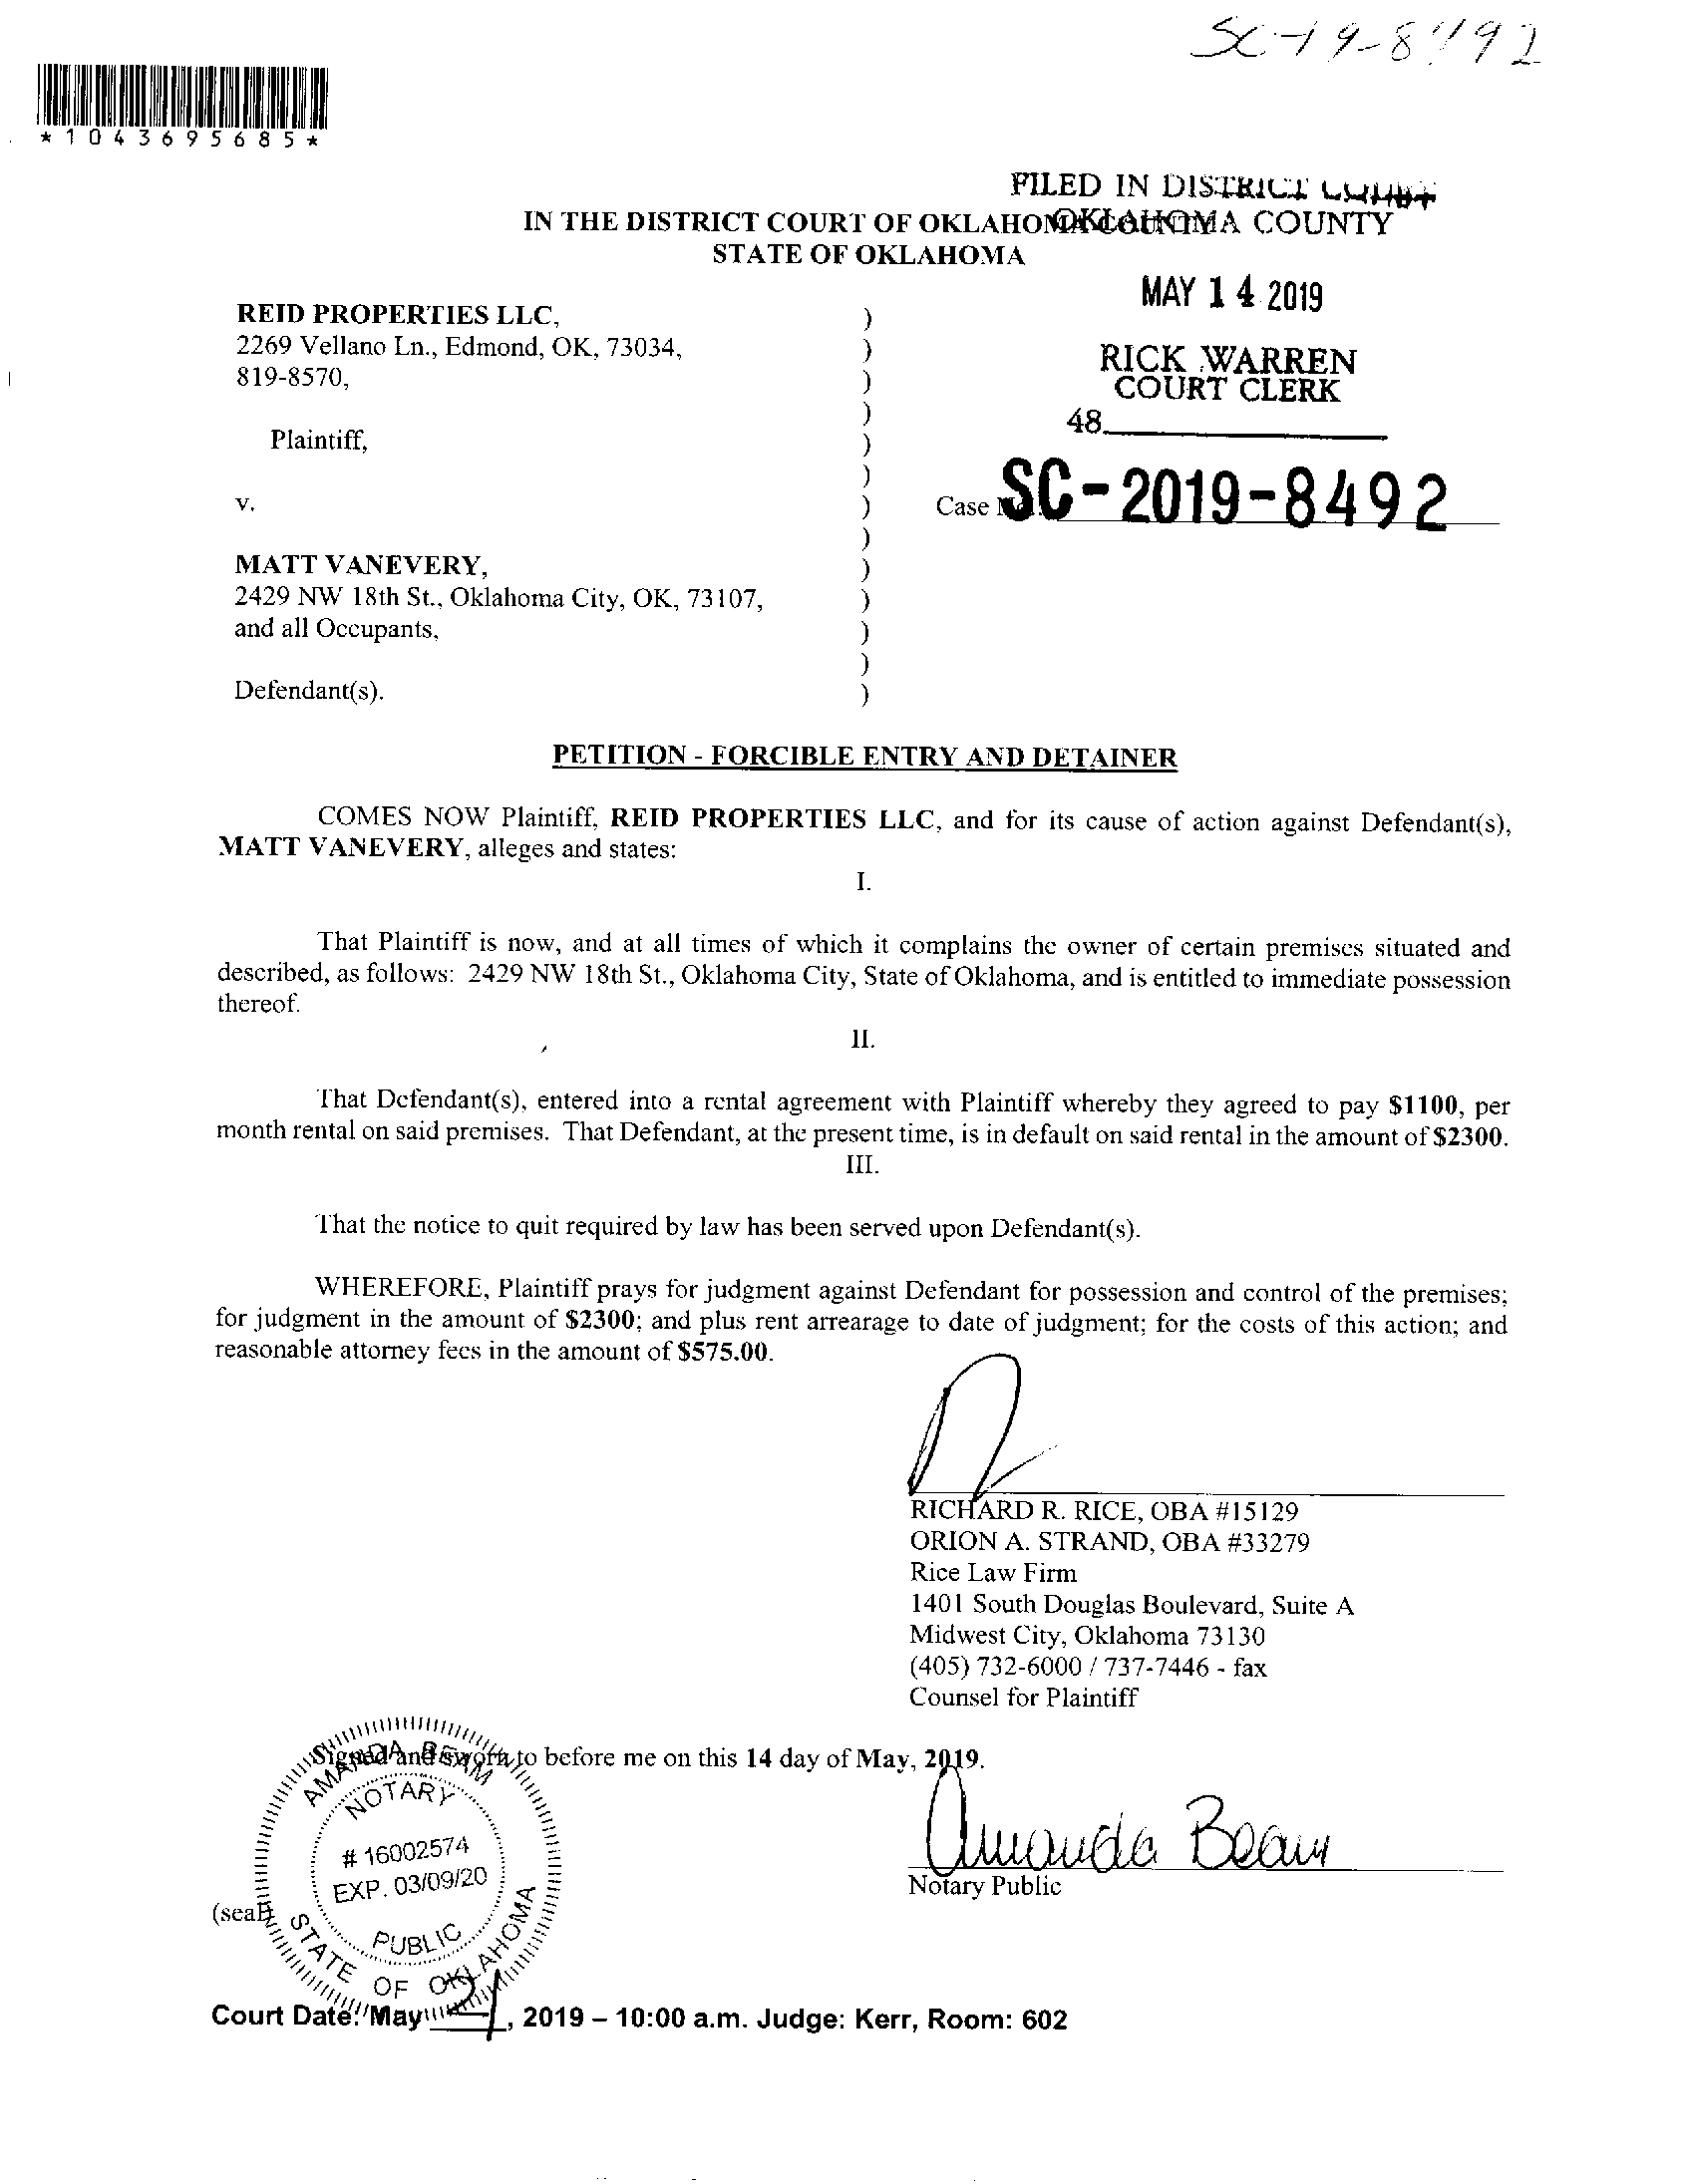 SC-19-8492
*1043695685*
FILED IN DISTRICT COURT
OKLAHOMA COUNTY
IN THE DISTRICT COURT OF OKLAHOMA COUNTY
STATE OF OKLAHOMA
MAY 14 2019
RICK WARREN
COURT CLERK
48
REID PROPERTIES LLC, )
2269 Vellano Ln., Edmond, OK, 73034, )
819-8570, )
)
Plaintiff, )
)
v. )
Case No. SC-2019-8492
)
MATT VANEVERY, )
2429 NW 18th St., Oklahoma City, OK, 73107, )
and all Occupants, )
)
Defendant(s). )
PETITION - FORCIBLE ENTRY AND DETAINER
COMES NOW Plaintiff, REID PROPERTIES LLC, and for its cause of action against Defendant(s),
MATT VANEVERY, alleges and states:
I.
That Plaintiff is now, and at all times of which it complains the owner of certain premises situated and
described, as follows: 2429 NW 18th St., Oklahoma City, State of Oklahoma, and is entitled to immediate possession
thereof.
II.
That Defendant(s), entered into a rental agreement with Plaintiff whereby they agreed to pay $1100, per
month rental on said premises. That Defendant, at the present time, is in default on said rental in the amount of $2300.
III.
That the notice to quit required by law has been served upon Defendant(s).
WHEREFORE, Plaintiff prays for judgment against Defendant for possession and control of the premises;
for judgment in the amount of $2300; and plus rent arrearage to date of judgment; for the costs of this action; and
reasonable attorney fees in the amount of $575.00.
RICHARD R. RICE, OBA #15129
ORION A. STRAND, OBA #33279
Rice Law Firm
1401 South Douglas Boulevard, Suite A
Midwest City, Oklahoma 73130
(405) 732-6000 / 737-7446 - fax
Counsel for Plaintiff
Signed and sworn to before me on this 14 day of May, 2019.
Amanda Beam
Notary Public
(seal)
AMANDA BEAM
NOTARY
# 16002574
EXP. 03/09/20
PUBLIC
STATE OF OKLAHOMA
Court Date: May 21, 2019 – 10:00 a.m. Judge: Kerr, Room: 602